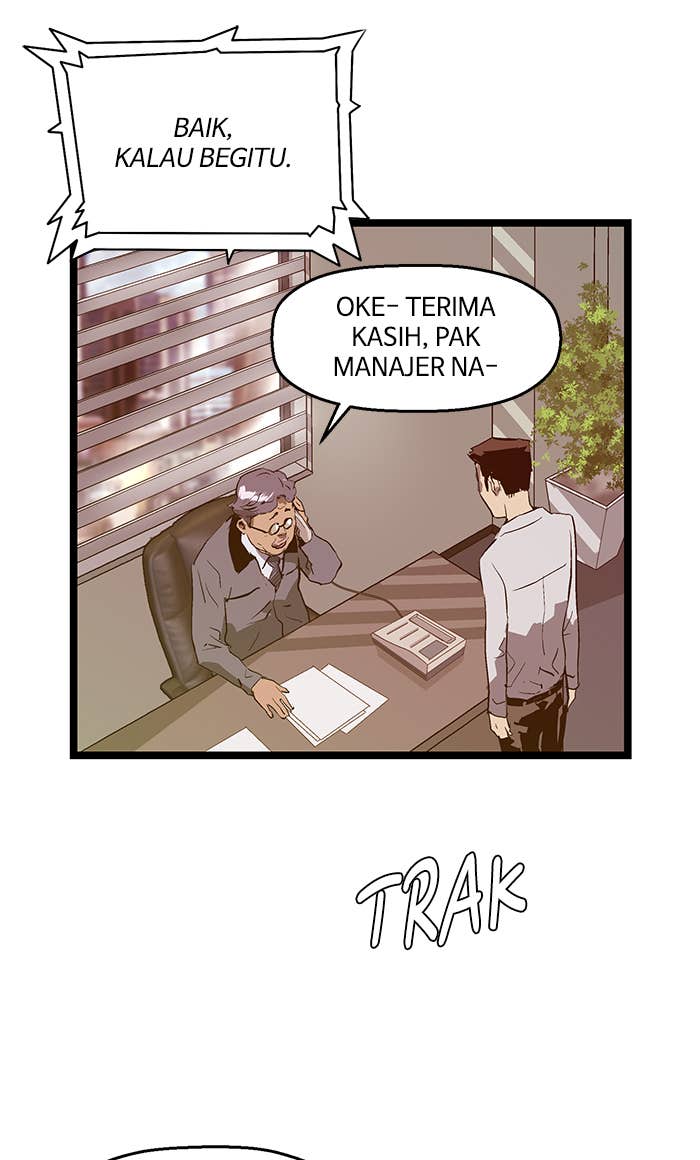 BAIK,
KALAU BEGITU.
OKE- TERIMA
KASIH, PAK
MANAJER NA-
TRAK